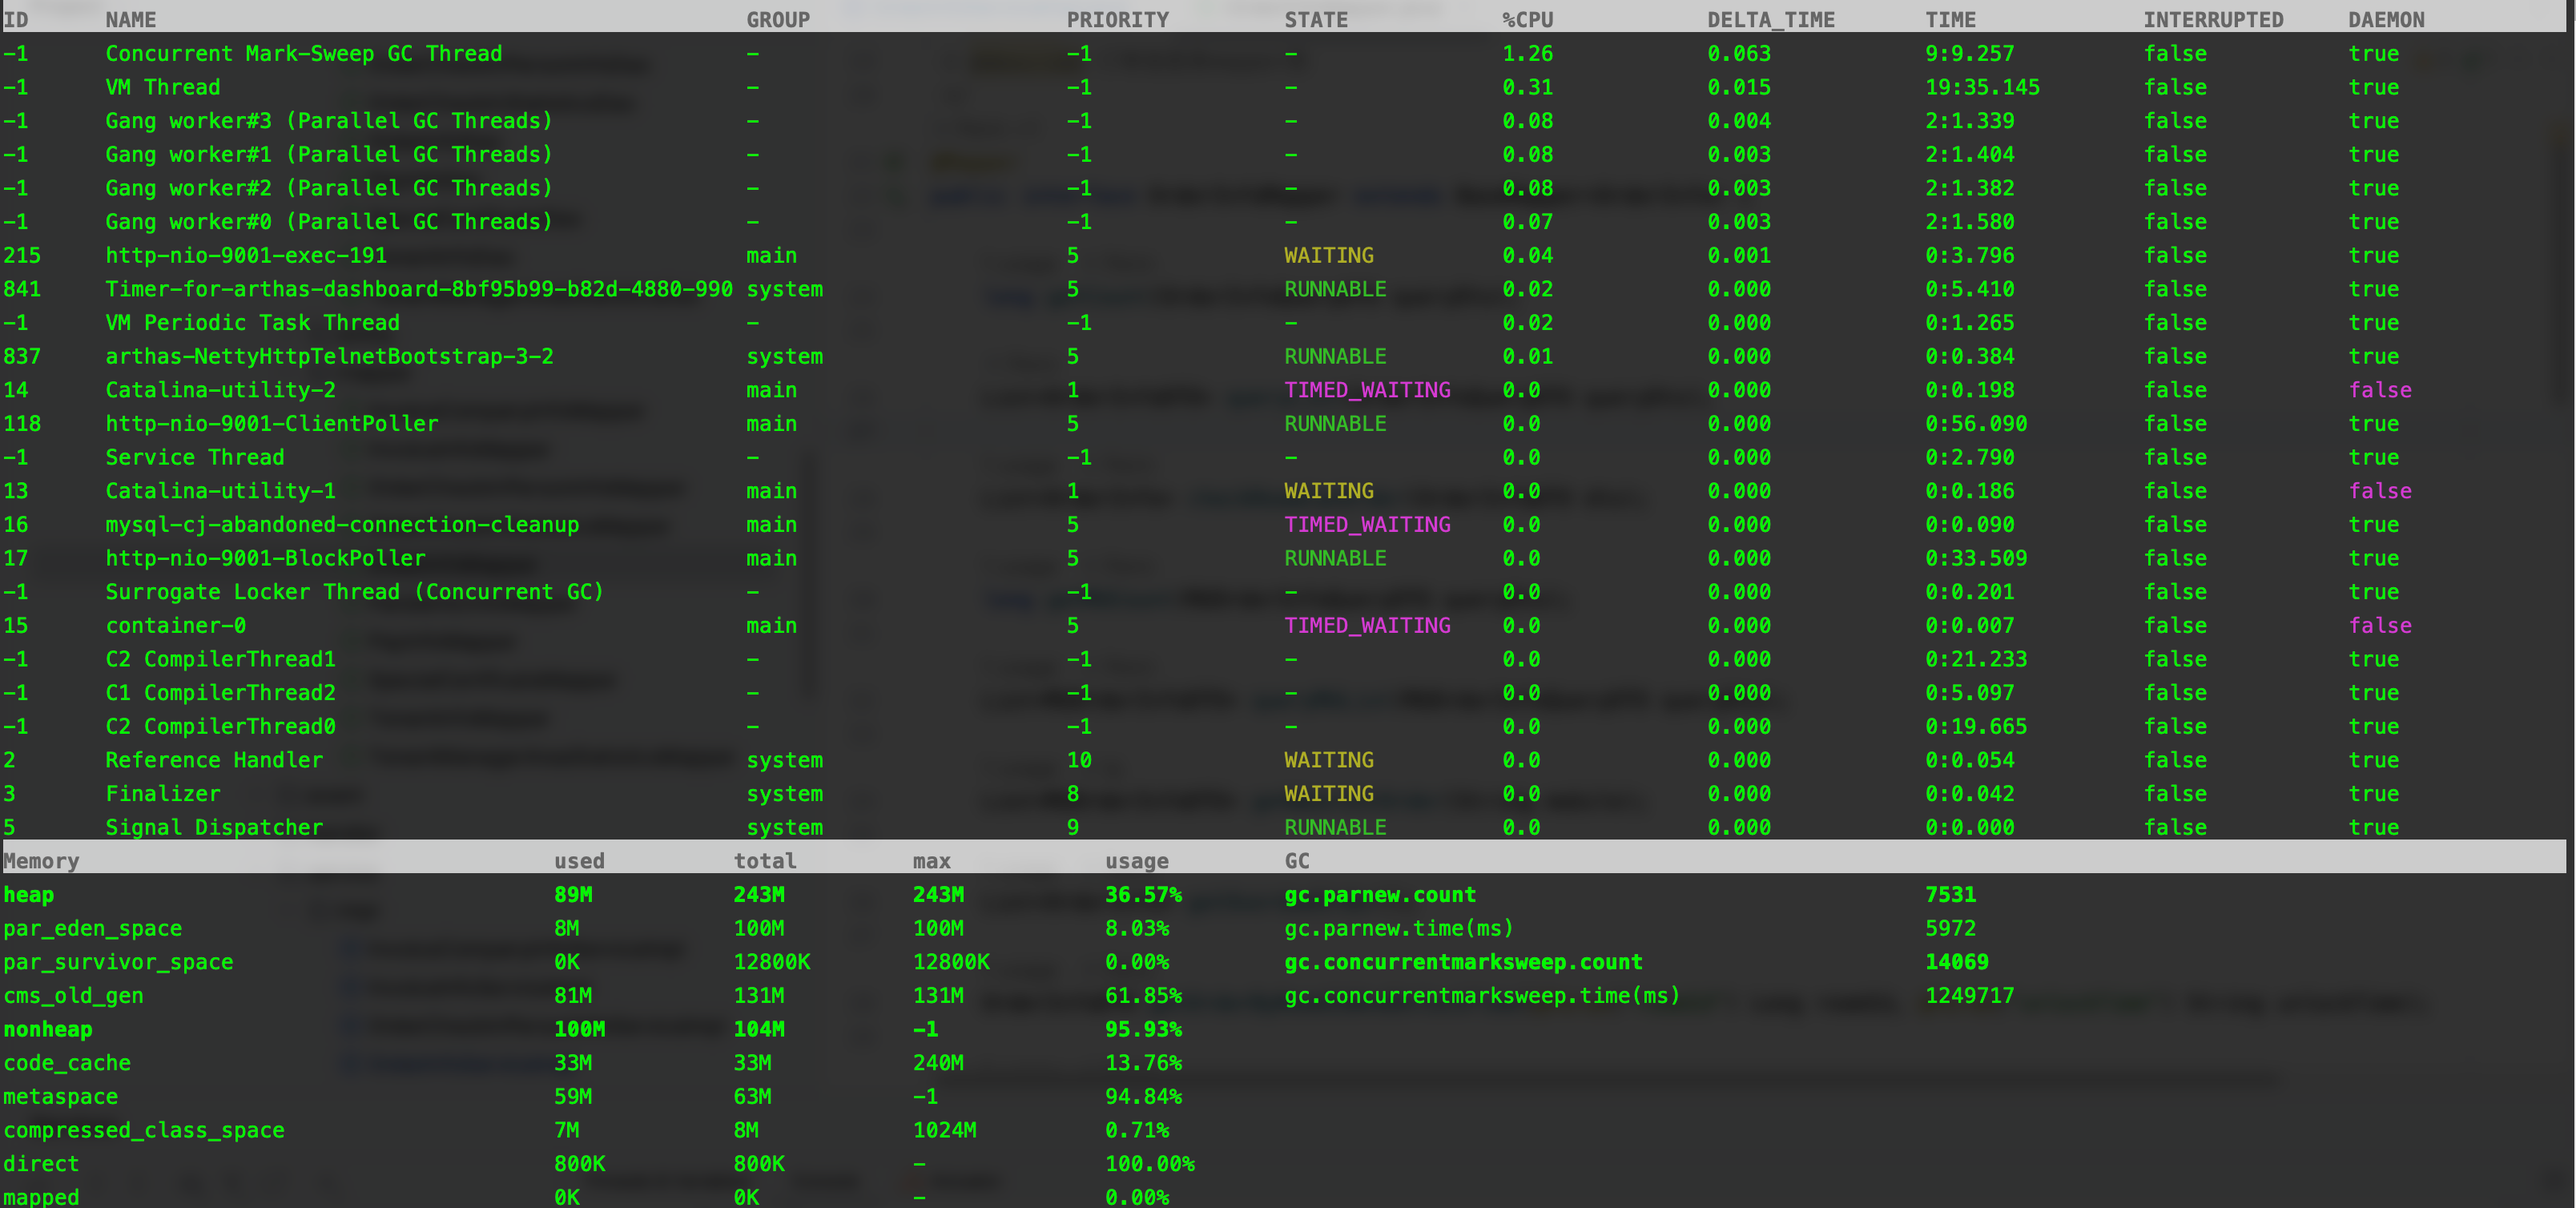 ID NAME GROUP PRIORITY STATE %CPU DELTA_TIME TIME INTERRUPTED DAEMON
-1 Concurrent Mark-Sweep GC Thread - -1 - 1.26 0.063 9:9.257 false true
-1 VM Thread - -1 - 0.31 0.015 19:35.145 false true
-1 Gang worker#3 (Parallel GC Threads) - -1 - 0.08 0.004 2:1.339 false true
-1 Gang worker#1 (Parallel GC Threads) - -1 - 0.08 0.003 2:1.404 false true
-1 Gang worker#2 (Parallel GC Threads) - -1 - 0.08 0.003 2:1.382 false true
-1 Gang worker#0 (Parallel GC Threads) - -1 - 0.07 0.003 2:1.580 false true
215 http-nio-9001-exec-191 main 5 WAITING 0.04 0.001 0:3.796 false true
841 Timer-for-arthas-dashboard-8bf95b99-b82d-4880-990 system 5 RUNNABLE 0.02 0.000 0:5.410 false true
-1 VM Periodic Task Thread - -1 - 0.02 0.000 0:1.265 false true
837 arthas-NettyHttpTelnetBootstrap-3-2 system 5 RUNNABLE 0.01 0.000 0:0.384 false true
14 Catalina-utility-2 main 1 TIMED_WAITING 0.0 0.000 0:0.198 false false
118 http-nio-9001-ClientPoller main 5 RUNNABLE 0.0 0.000 0:56.090 false true
-1 Service Thread - -1 - 0.0 0.000 0:2.790 false true
13 Catalina-utility-1 main 1 WAITING 0.0 0.000 0:0.186 false false
16 mysql-cj-abandoned-connection-cleanup main 5 TIMED_WAITING 0.0 0.000 0:0.090 false true
17 http-nio-9001-BlockPoller main 5 RUNNABLE 0.0 0.000 0:33.509 false true
-1 Surrogate Locker Thread (Concurrent GC) - -1 - 0.0 0.000 0:0.201 false true
15 container-0 main 5 TIMED_WAITING 0.0 0.000 0:0.007 false false
-1 C2 CompilerThread1 - -1 - 0.0 0.000 0:21.233 false true
-1 C1 CompilerThread2 - -1 - 0.0 0.000 0:5.097 false true
-1 C2 CompilerThread0 - -1 - 0.0 0.000 0:19.665 false true
2 Reference Handler system 10 WAITING 0.0 0.000 0:0.054 false true
3 Finalizer system 8 WAITING 0.0 0.000 0:0.042 false true
5 Signal Dispatcher system 9 RUNNABLE 0.0 0.000 0:0.000 false true
Memory used total max usage GC
heap 89M 243M 243M 36.57% gc.parnew.count 7531
par_eden_space 8M 100M 100M 8.03% gc.parnew.time(ms) 5972
par_survivor_space 0K 12800K 12800K 0.00% gc.concurrentmarksweep.count 14069
cms_old_gen 81M 131M 131M 61.85% gc.concurrentmarksweep.time(ms) 1249717
nonheap 100M 104M -1 95.93%
code_cache 33M 33M 240M 13.76%
metaspace 59M 63M -1 94.84%
compressed_class_space 7M 8M 1024M 0.71%
direct 800K 800K - 100.00%
mapped 0K 0K - 0.00%